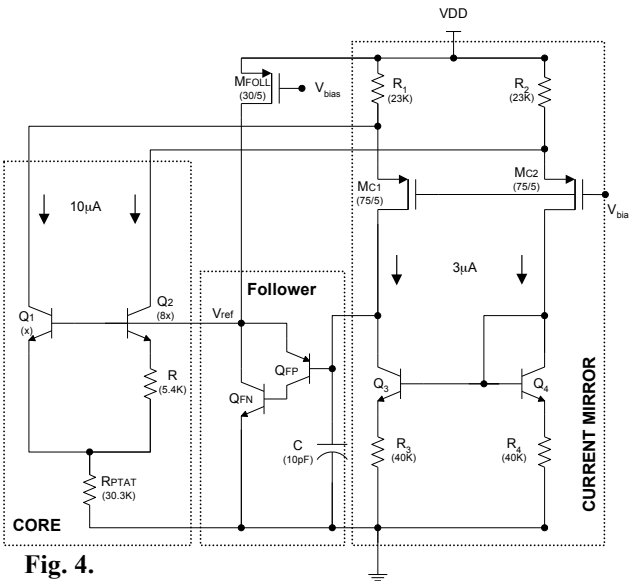 VDD
MFOLL
(30/5)
Vbias
R1
(23K)
R2
(23K)
MC1
(75/5)
MC2
(75/5)
Vbia
10µA
3µA
Follower
Q1
(x)
Q2
(8x)
Vref
QFP
QFN
Q3
Q4
R
(5.4K)
C
(10pF)
R3
(40K)
R4
(40K)
RPTAT
(30.3K)
CORE
CURRENT MIRROR
Fig. 4.